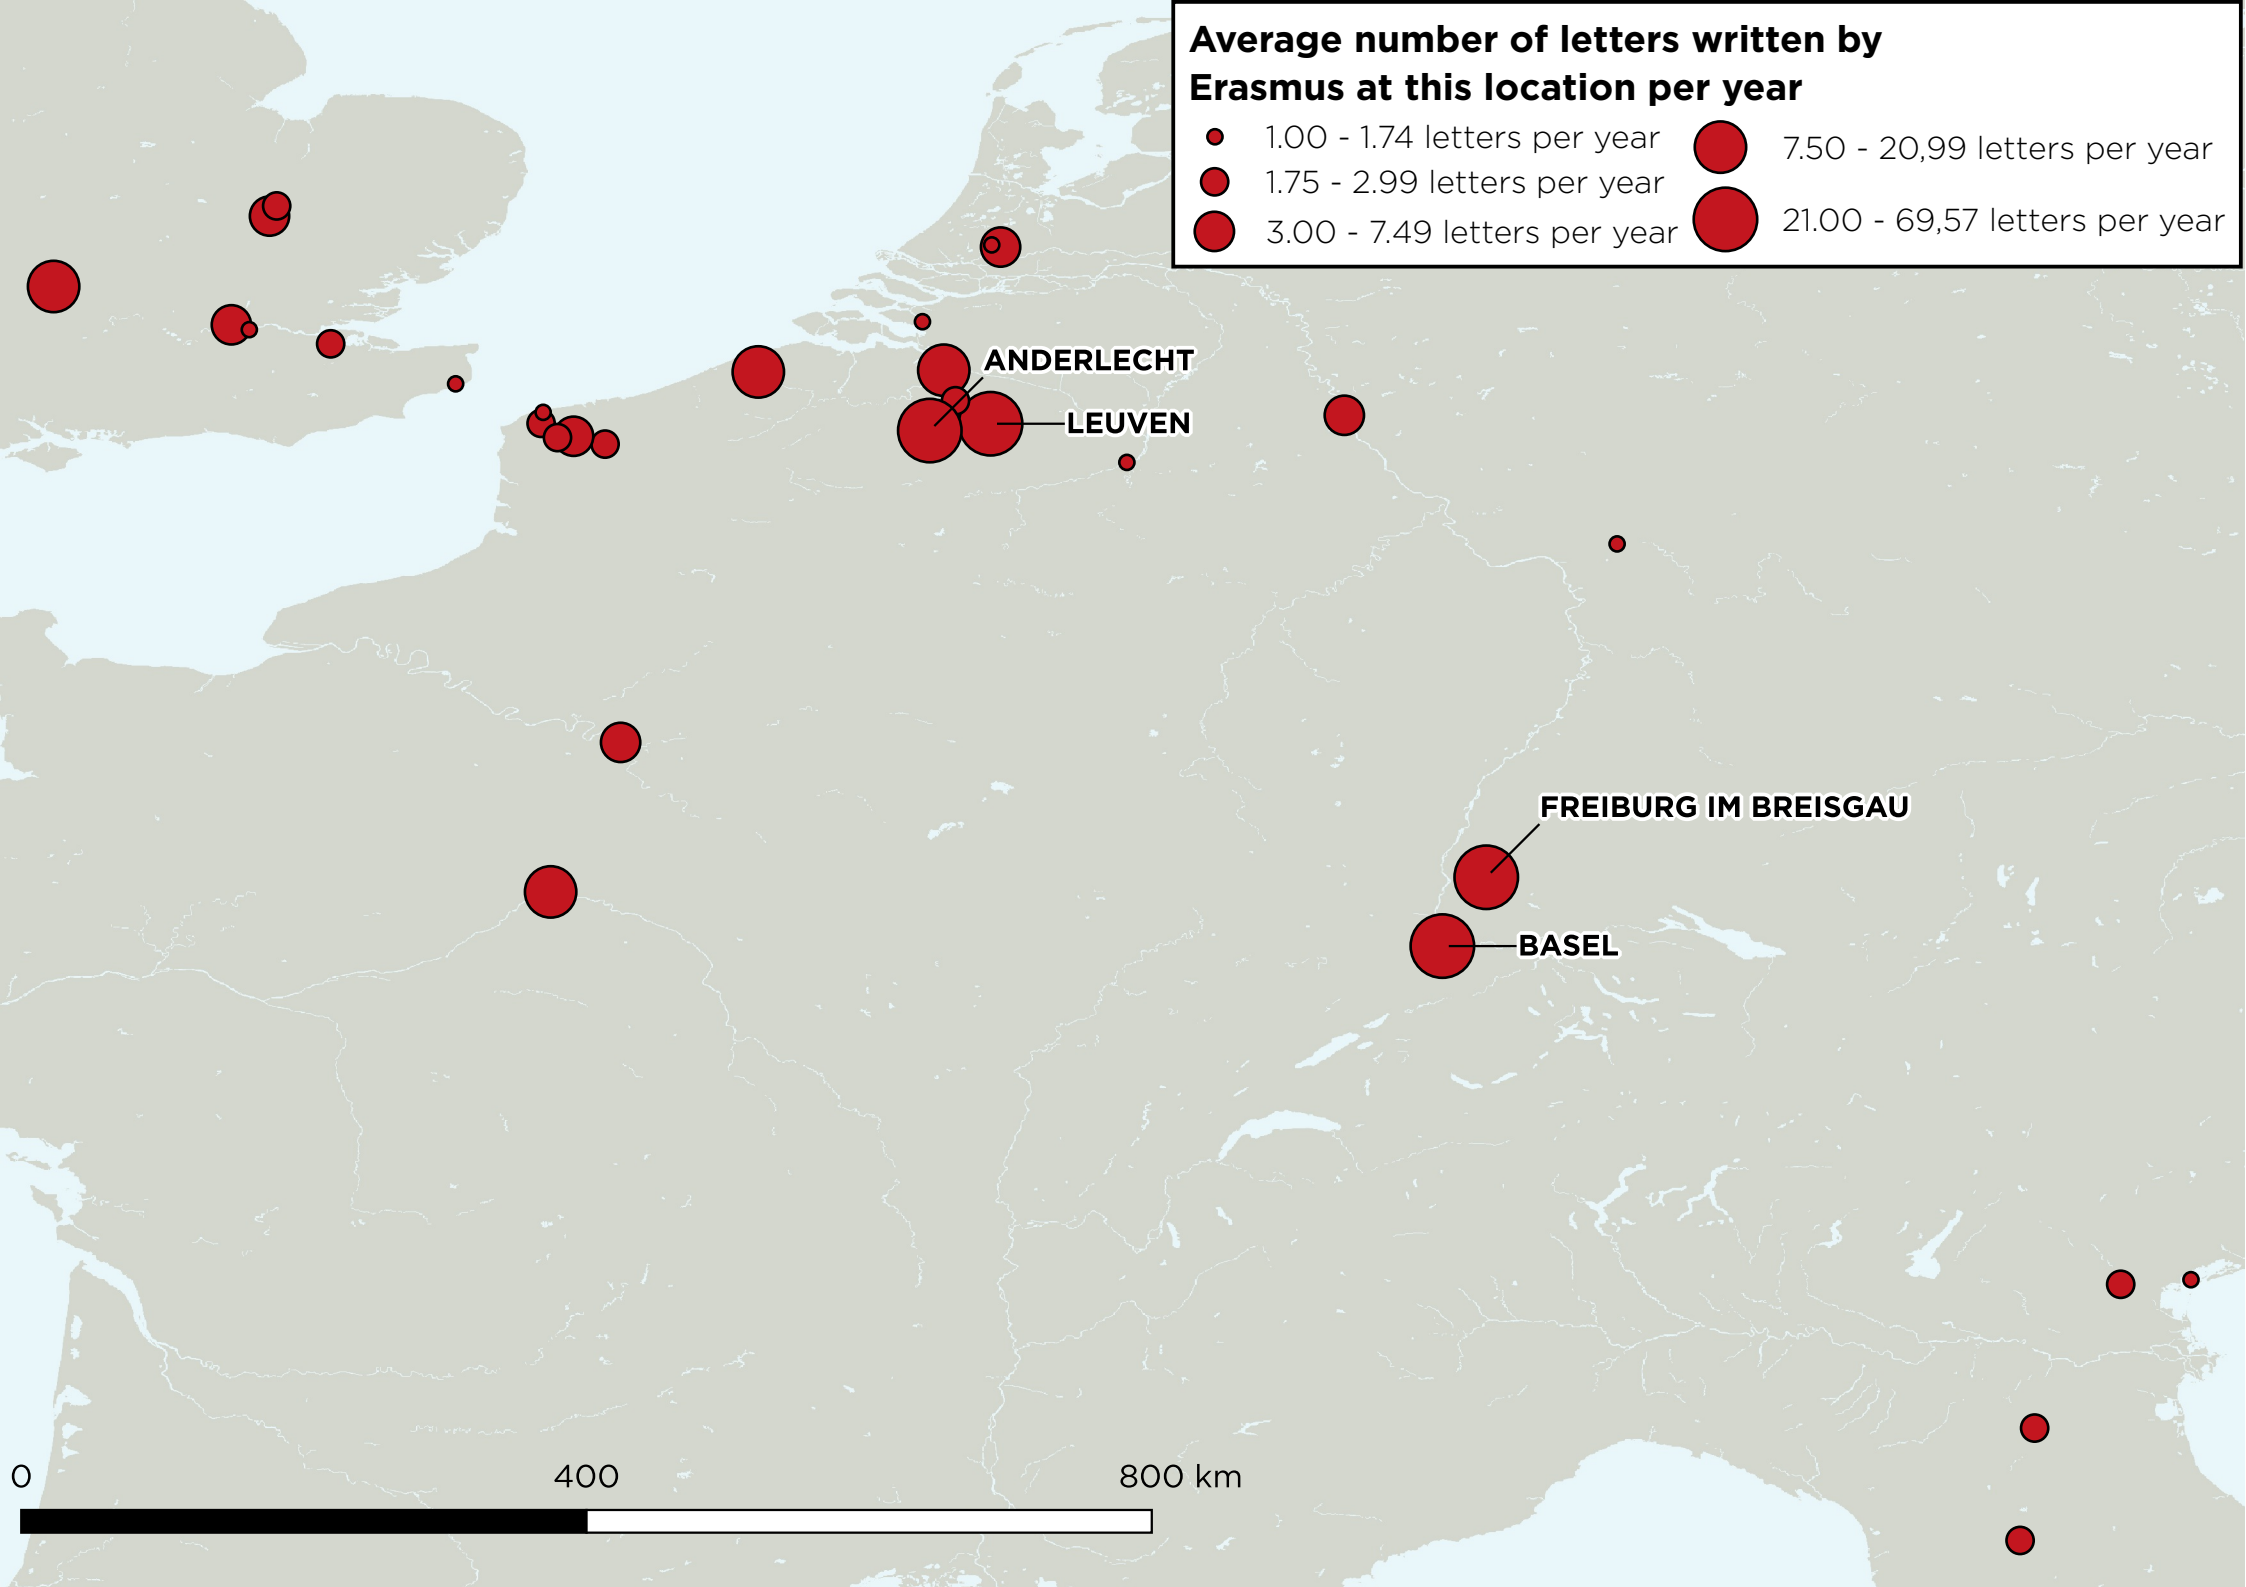 Average number of letters written by
Erasmus at this location per year
1.00 - 1.74 letters per year
1.75 - 2.99 letters per year
3.00 - 7.49 letters per year
7.50 - 20,99 letters per year
21.00 - 69,57 letters per year
ANDERLECHT
LEUVEN
FREIBURG IM BREISGAU
BASEL
0 400 800 km